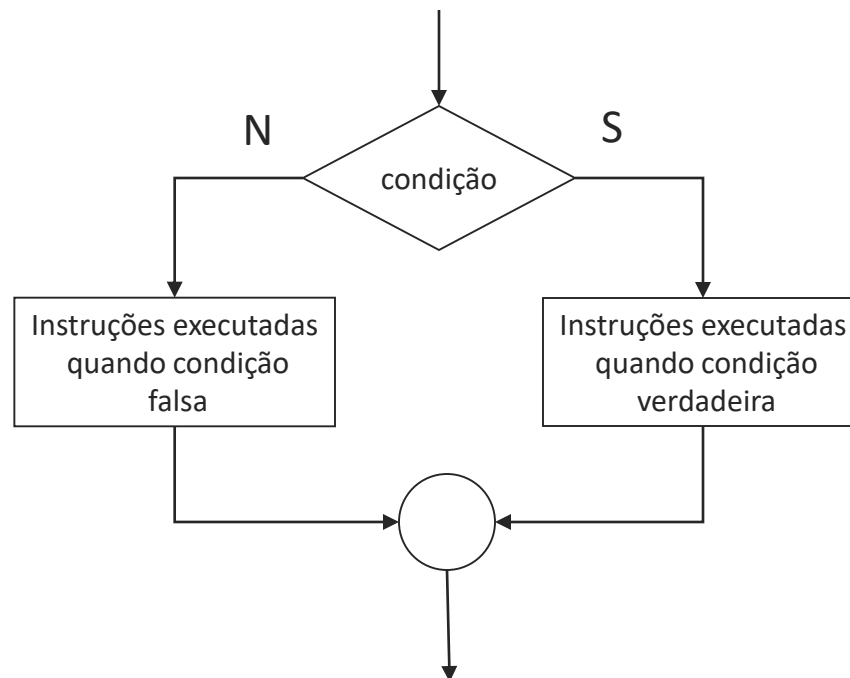 N
S
condição
Instruções executadas
quando condição
falsa
Instruções executadas
quando condição
verdadeira